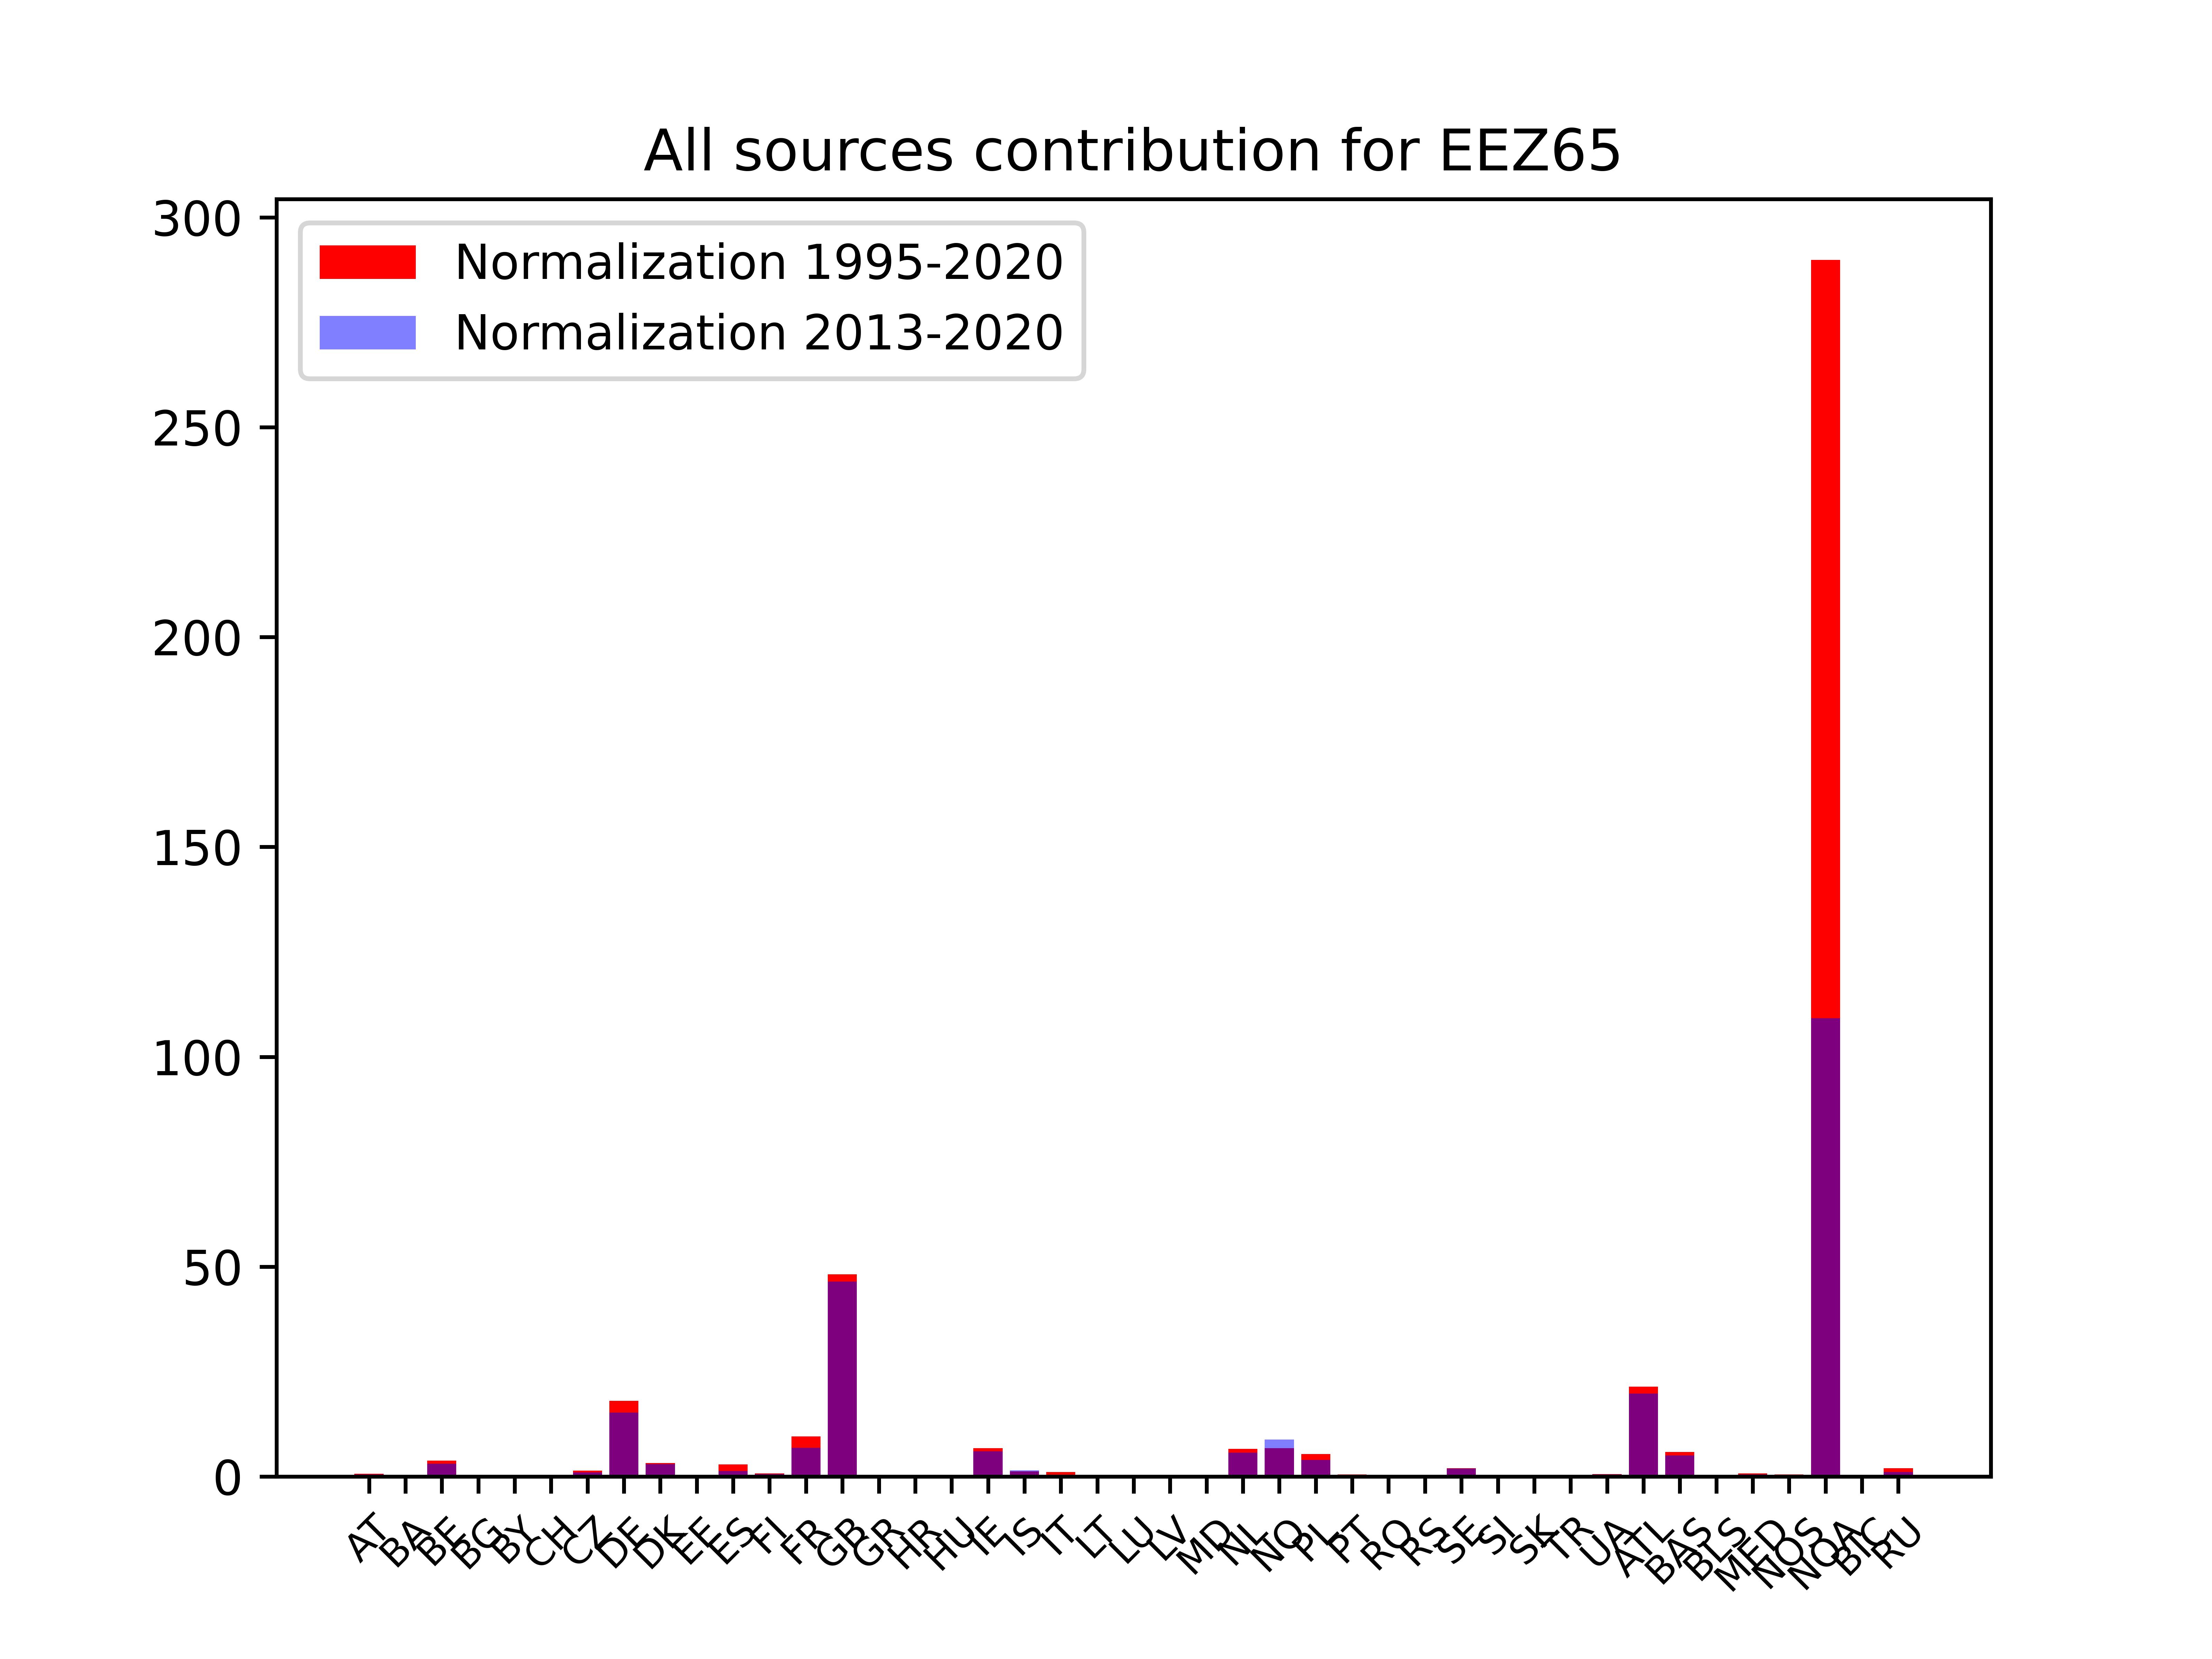 All sources contribution for EEZ65
300
250
200
150
100
50
0
Normalization 1995-2020
Normalization 2013-2020
AT
BA
BE
BG
BY
CH
CZ
DE
DK
EE
ES
FI
FR
GB
GR
HR
HU
IE
IS
IT
LT
LU
LV
MD
NL
NO
PL
PT
RO
RS
SE
SI
SK
TR
UA
ATL
BAS
BLS
MED
NOS
NOA
RU